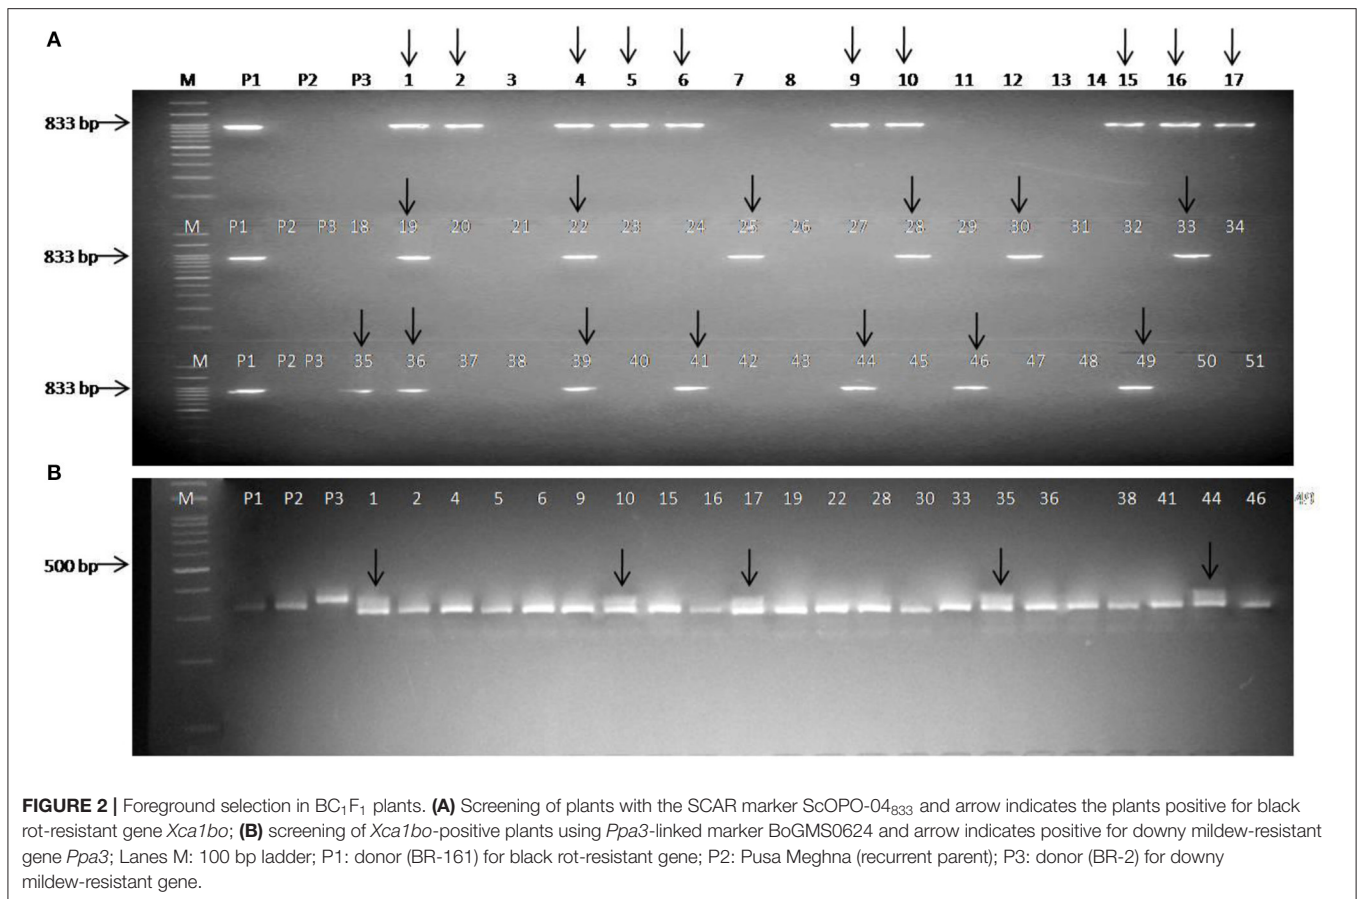 A
M P1 P2 P3 1 2 3 4 5 6 7 8 9 10 11 12 13 14 15 16 17
833 bp
M P1 P2 P3 18 19 20 21 22 23 24 25 26 27 28 29 30 31 32 33 34
833 bp
M P1 P2 P3 35 36 37 38 39 40 41 42 43 44 45 46 47 48 49 50 51
833 bp
B
M P1 P2 P3 1 2 4 5 6 9 10 15 16 17 19 22 28 30 33 35 36 38 41 44 46 49
500 bp
FIGURE 2 | Foreground selection in BC₁F₁ plants. (A) Screening of plants with the SCAR marker ScOPO-04₈₃₃ and arrow indicates the plants positive for black
rot-resistant gene Xca1bo; (B) screening of Xca1bo-positive plants using Ppa3-linked marker BoGMS0624 and arrow indicates positive for downy mildew-resistant
gene Ppa3; Lanes M: 100 bp ladder; P1: donor (BR-161) for black rot-resistant gene; P2: Pusa Meghna (recurrent parent); P3: donor (BR-2) for downy
mildew-resistant gene.